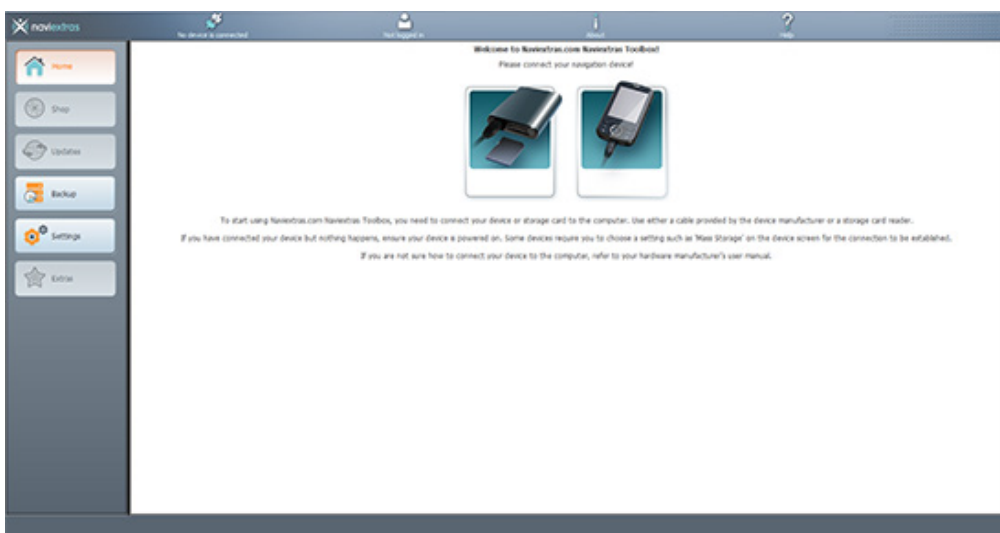 naviextras
No device is connected
Not logged in
About
Help
Home
Shop
Updates
Backup
Settings
Extras
Welcome to Naviextras.com Naviextras Toolbox!
Please connect your navigation device!
To start using Naviextras.com Naviextras Toolbox, you need to connect your device or storage card to the computer. Use either a cable provided by the device manufacturer or a storage card reader.
If you have connected your device but nothing happens, ensure your device is powered on. Some devices require you to choose a setting such as 'Mass Storage' on the device screen for the connection to be established.
If you are not sure how to connect your device to the computer, refer to your hardware manufacturer's user manual.